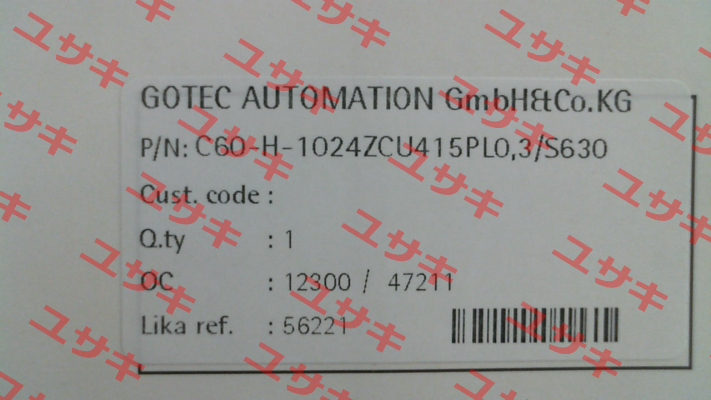 GOTEC AUTOMATION GmbH&Co.KG
P/N: C60-H-1024ZCU415PL0,3/S630
Cust. code :
Q.ty : 1
OC : 12300 / 47211
Lika ref. : 56221
ユサキ